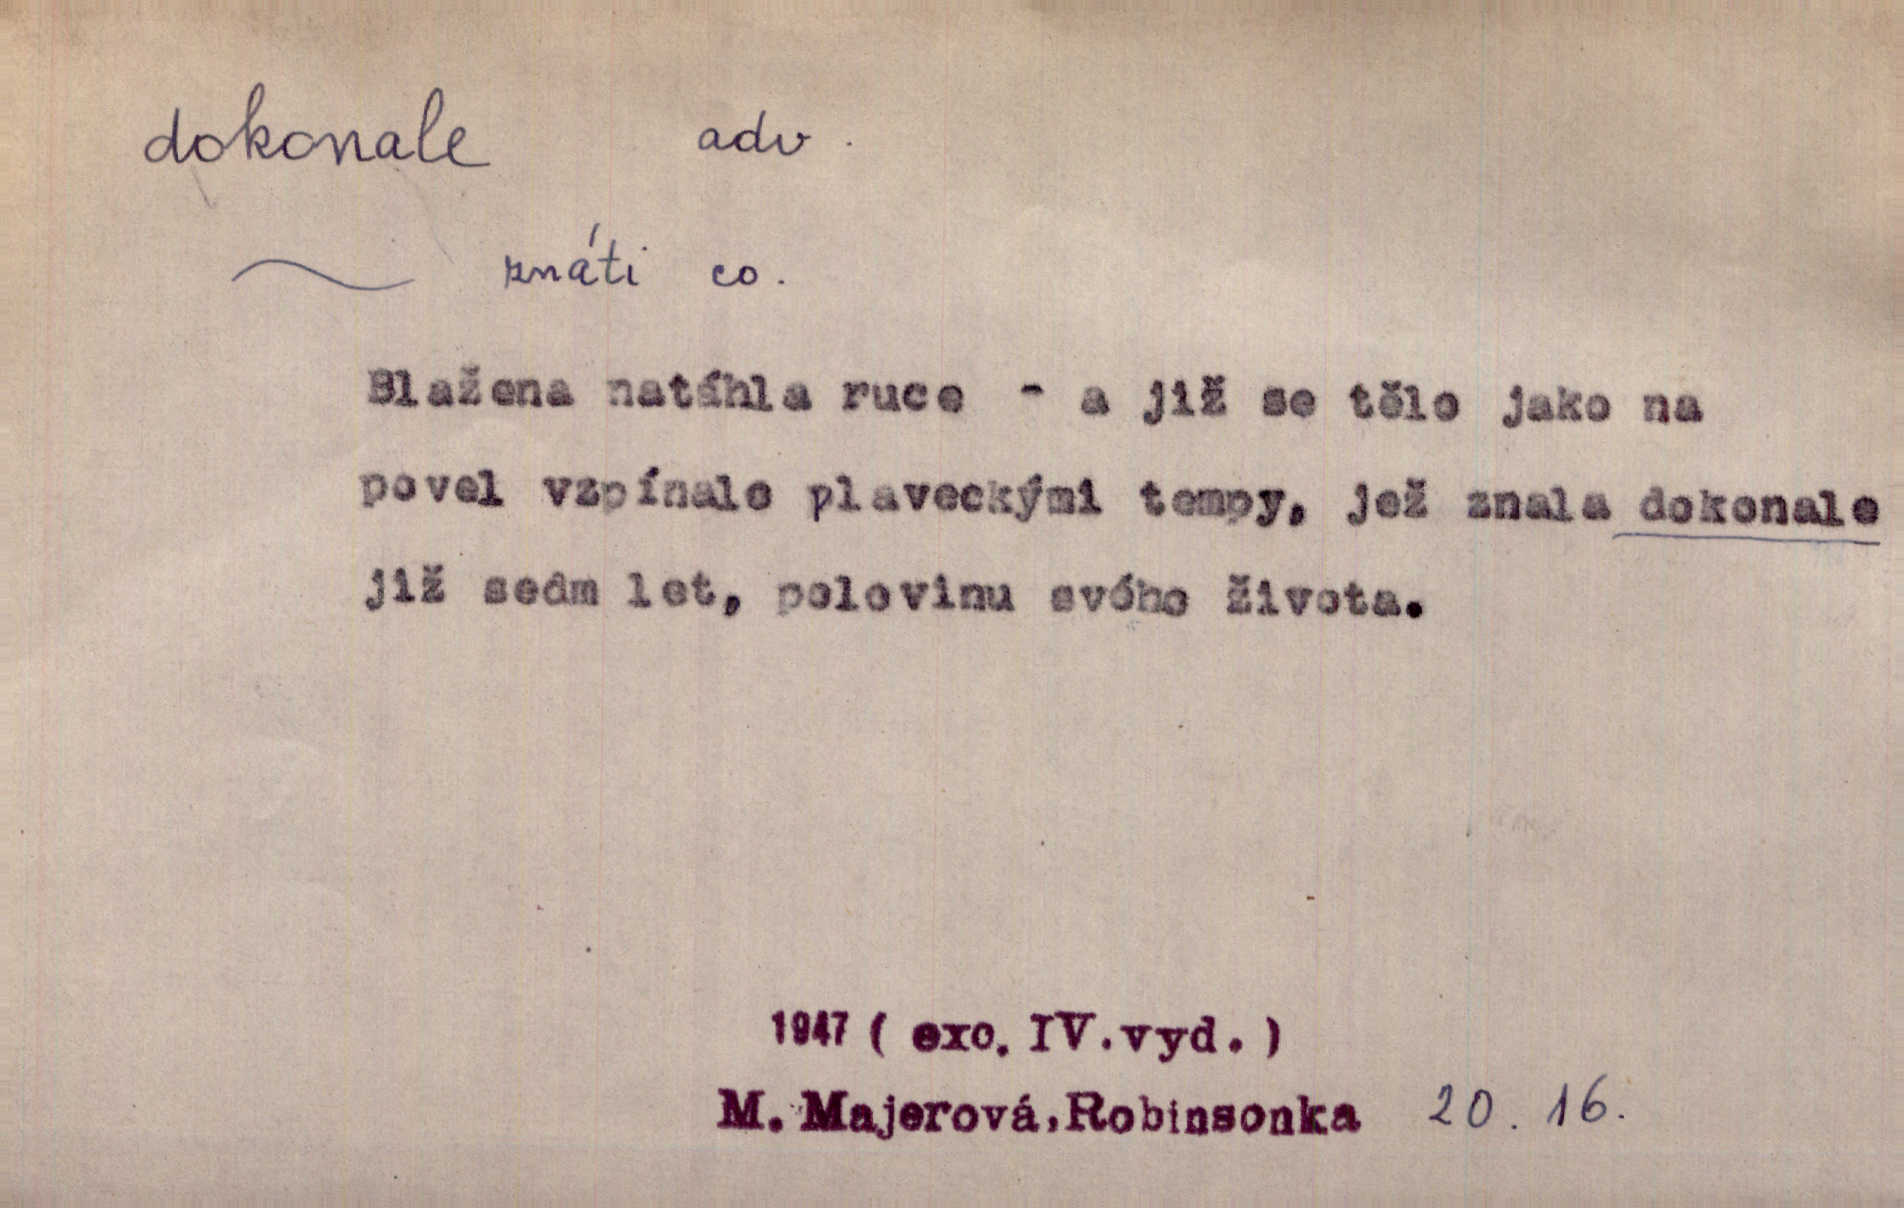 dokonale adv.
~ znáti co.
Blažena natáhla ruce - a již se tělo jako na
povel vzpínalo plaveckými tempy, jež znala dokonale
již sedm let, polovinu svého života.
1947 ( exc. IV.vyd. )
M. Majerová,Robinsonka 20. 16.